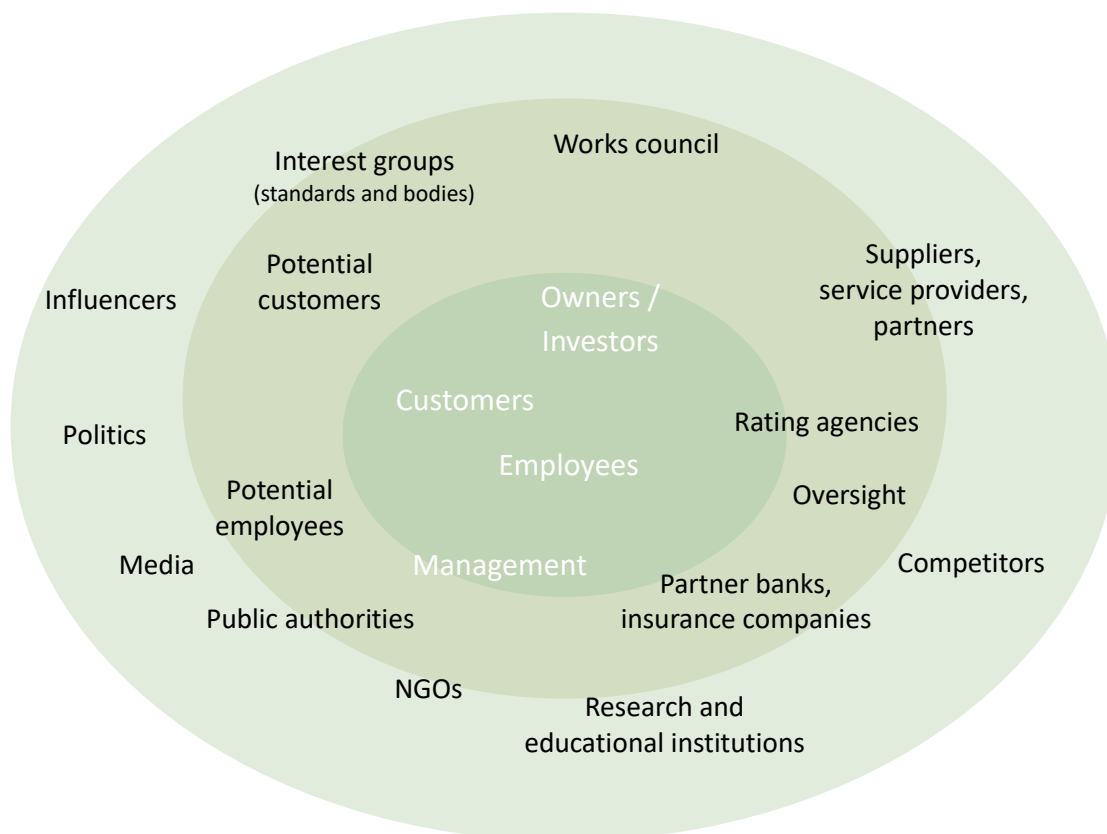 Works council
Interest groups
(standards and bodies)
Potential
customers
Suppliers,
service providers,
partners
Influencers
Owners /
Investors
Customers
Rating agencies
Politics
Employees
Potential
employees
Oversight
Media
Management
Competitors
Partner banks,
insurance companies
Public authorities
NGOs
Research and
educational institutions